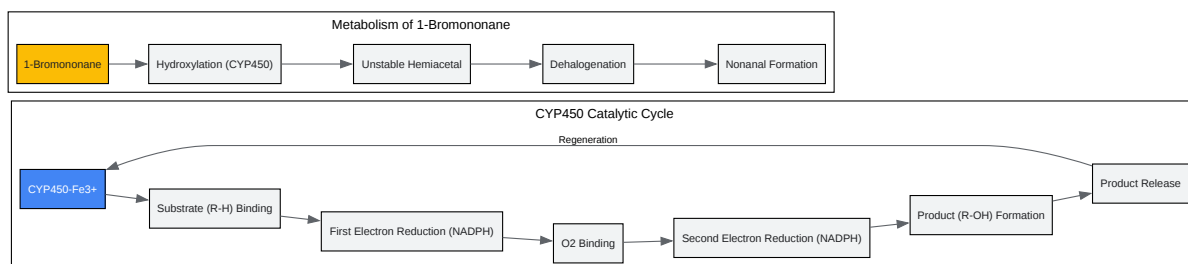 Metabolism of 1-Bromononane
1-Bromononane
Hydroxylation (CYP450)
Unstable Hemiacetal
Dehalogenation
Nonanal Formation
CYP450 Catalytic Cycle
Regeneration
CYP450-Fe3+
Substrate (R-H) Binding
First Electron Reduction (NADPH)
O2 Binding
Second Electron Reduction (NADPH)
Product (R-OH) Formation
Product Release